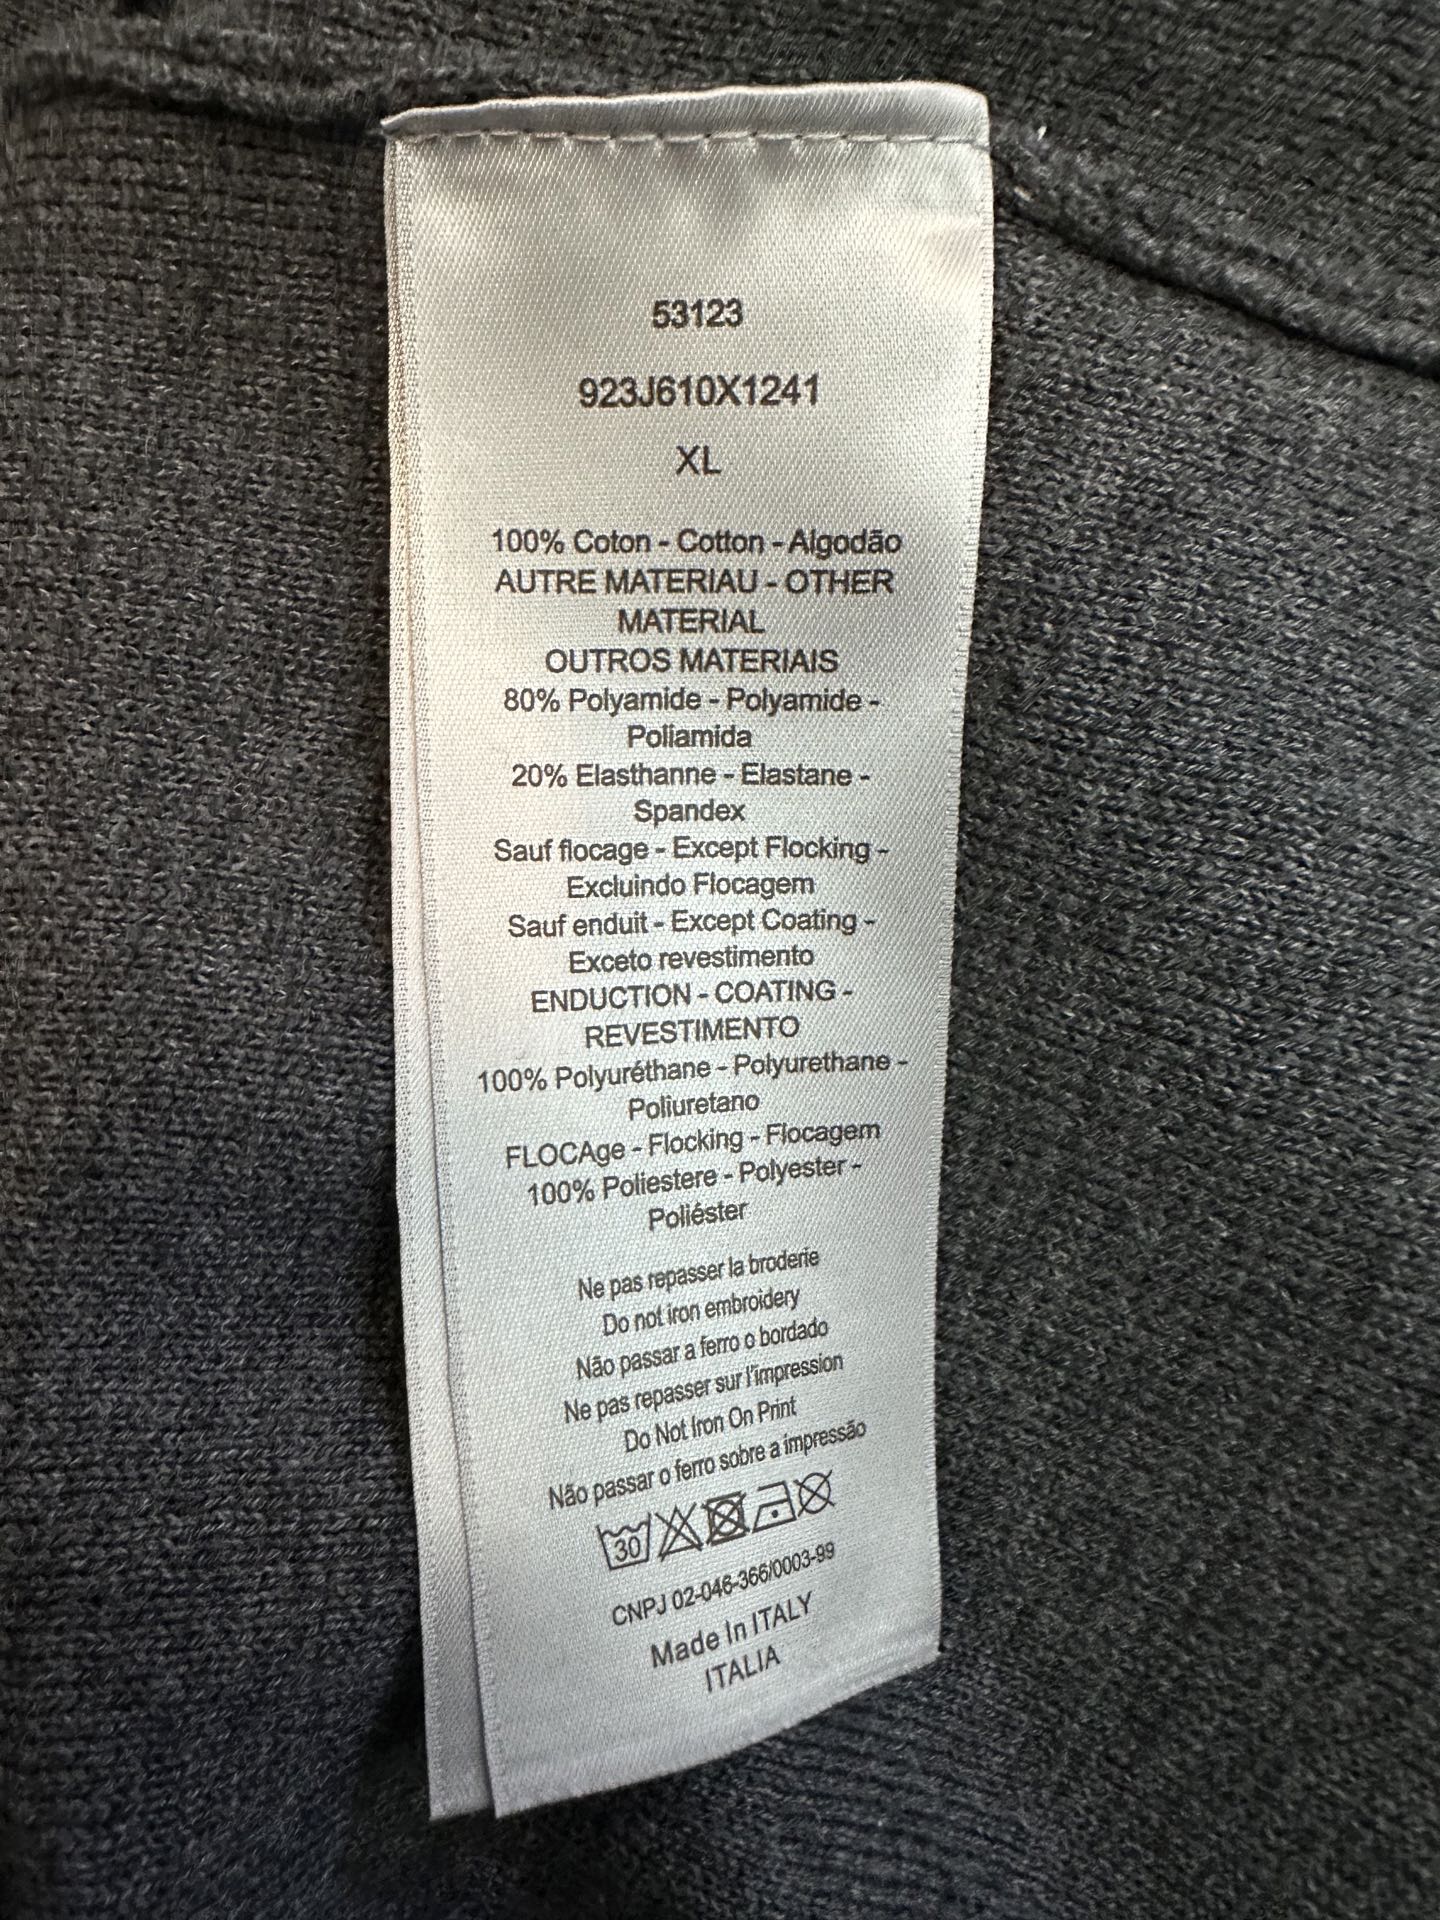 53123
923J610X1241
XL
100% Coton - Cotton - Algodão
AUTRE MATERIAU - OTHER
MATERIAL
OUTROS MATERIAIS
80% Polyamide - Polyamide -
Poliamida
20% Elasthanne - Elastane -
Spandex
Sauf flocage - Except Flocking -
Excluindo Flocagem
Sauf enduit - Except Coating -
Exceto revestimento
ENDUCTION - COATING -
REVESTIMENTO
100% Polyuréthane - Polyurethane -
Poliuretano
FLOCAge - Flocking - Flocagem
100% Poliestere - Polyester -
Poliéster
Ne pas repasser la broderie
Do not iron embroidery
Não passar a ferro o bordado
Ne pas repasser sur l'impression
Do Not Iron On Print
Não passar o ferro sobre a impressão
30
CNPJ 02-046-366/0003-99
Made In ITALY
ITALIA